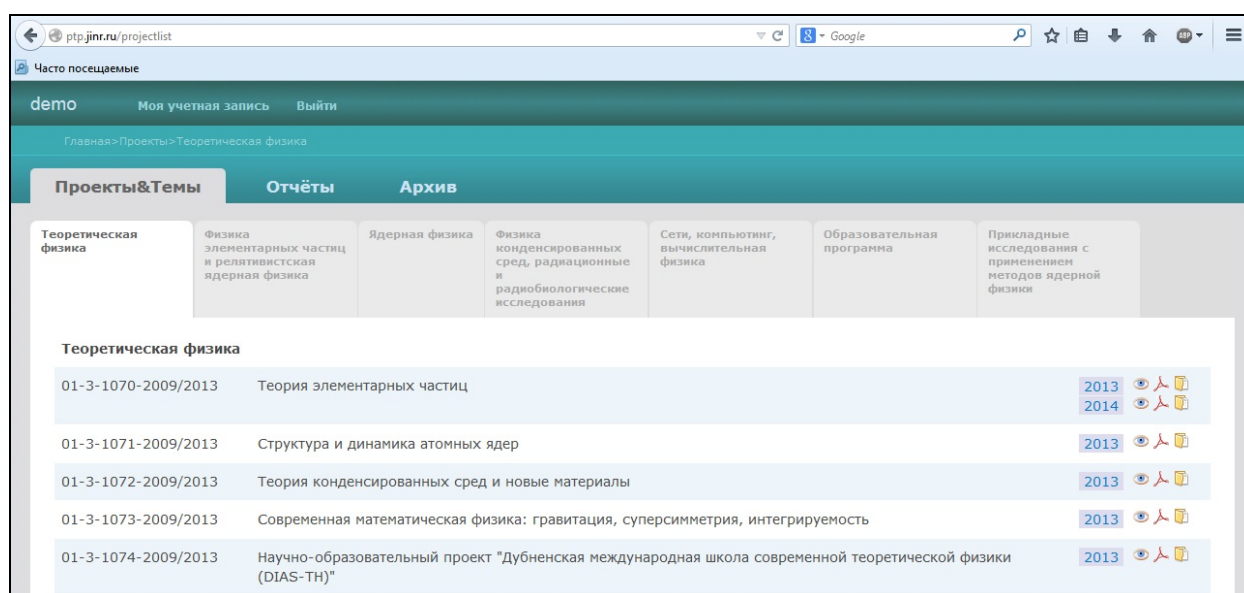 ptp.jinr.ru/projectlist
Google
ABP
Часто посещаемые
demo Моя учетная запись Выйти
Главная>Проекты>Теоретическая физика
Проекты&Темы Отчёты Архив
Теоретическая
физика
Физика
элементарных частиц
и релятивистская
ядерная физика
Ядерная физика
Физика
конденсированных
сред, радиационные
и
радиобиологические
исследования
Сети, компьютинг,
вычислительная
физика
Образовательная
программа
Прикладные
исследования с
применением
методов ядерной
физики
Теоретическая физика
01-3-1070-2009/2013 Теория элементарных частиц 2013
2014
01-3-1071-2009/2013 Структура и динамика атомных ядер 2013
01-3-1072-2009/2013 Теория конденсированных сред и новые материалы 2013
01-3-1073-2009/2013 Современная математическая физика: гравитация, суперсимметрия, интегрируемость 2013
01-3-1074-2009/2013 Научно-образовательный проект "Дубненская международная школа современной теоретической физики 2013
(DIAS-TH)"